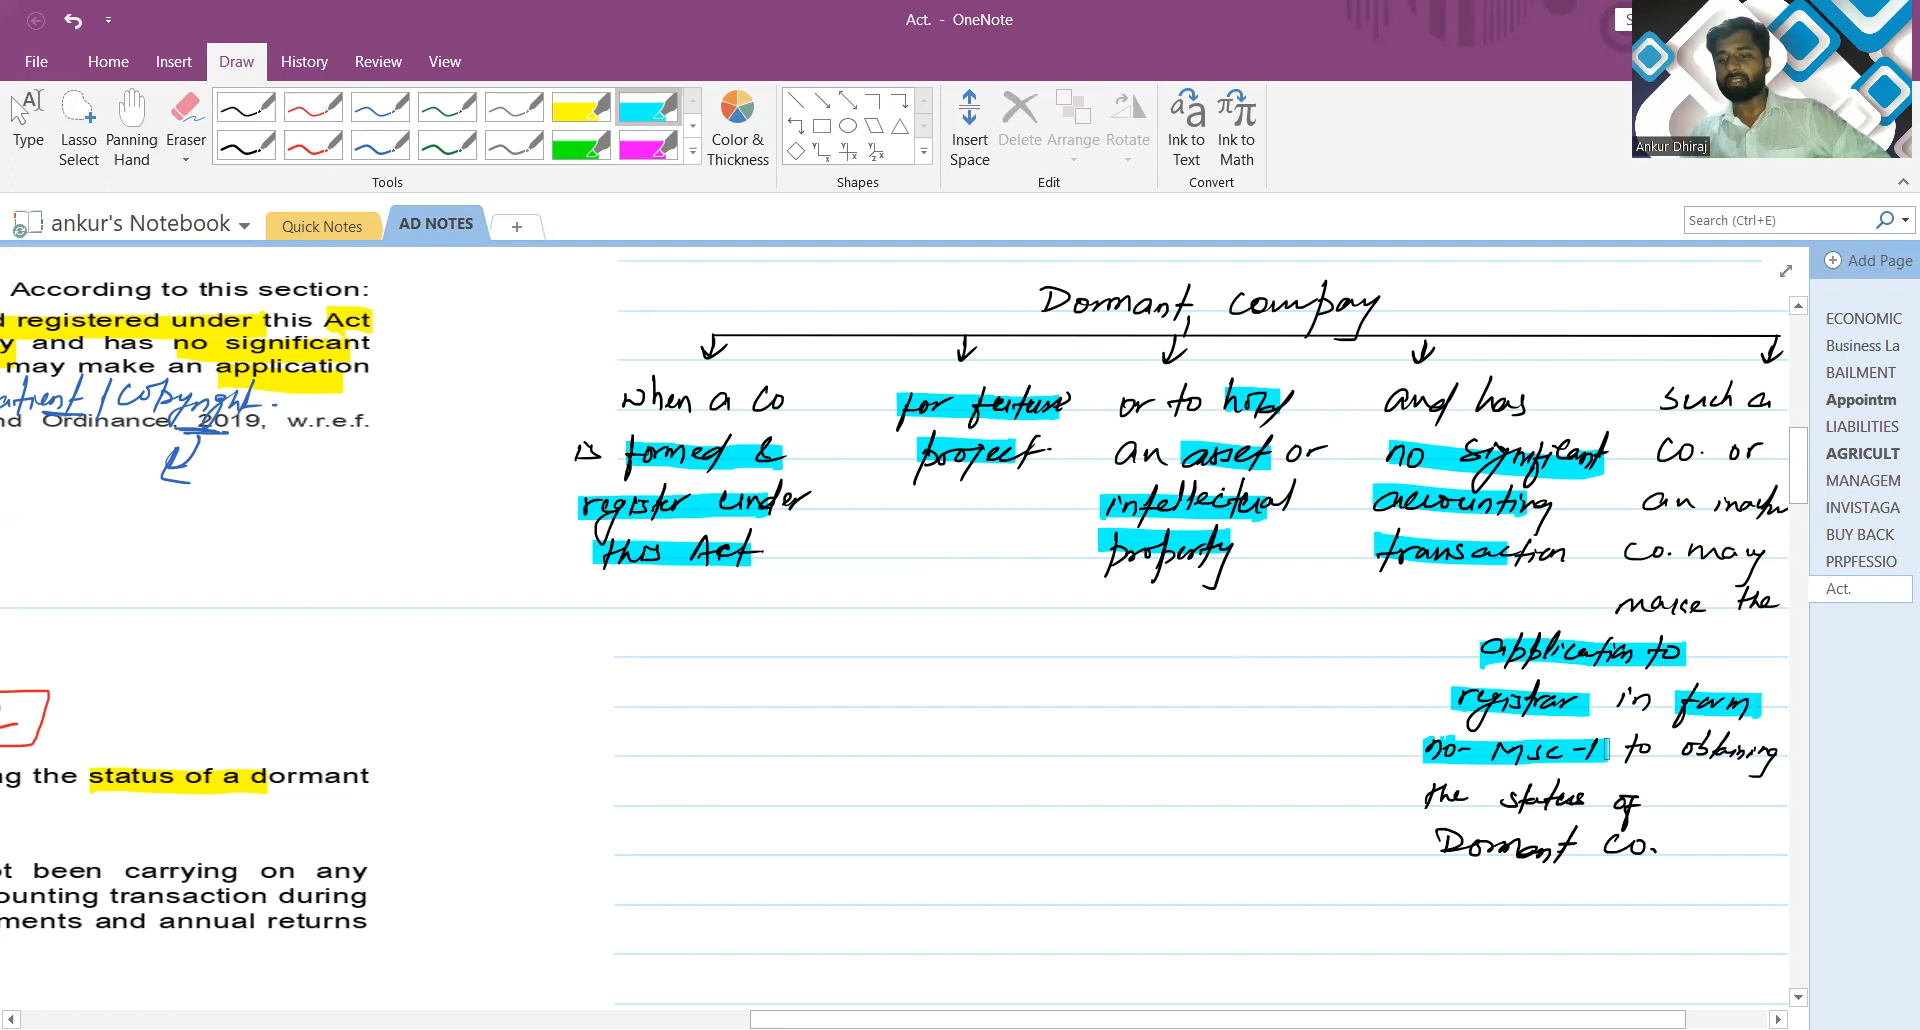 Act. - OneNote
File Home Insert Draw History Review View
Type
Lasso Select
Panning Hand
Eraser
Color & Thickness
Insert Space
Delete
Arrange
Rotate
Ink to Text
Ink to Math
Tools
Shapes
Edit
Convert
Ankur Dhiraj
ankur's Notebook
Quick Notes
AD NOTES
Search (Ctrl+E)
Add Page
ECONOMIC
Business La
BAILMENT
Appointm
LIABILITIES
AGRICULT
MANAGEM
INVISTAGA
BUY BACK
PRPFESSIO
Act.
According to this section:
d registered under this Act
y and has no significant
may make an application
/ Copyright.
nd Ordinance, 2019, w.r.e.f.
ng the status of a dormant
ot been carrying on any
ounting transaction during
ments and annual returns
Dormant Company
when a Co
is formed &
register under
this Act
for future
project.
or to hold
an asset or
intellectual
property
and has
no significant
accounting
transaction
such a
Co. or
an inactive
Co. may
make the
application to
registrar in form
no- MSC-1 to obtaining
the status of
Dormant Co.